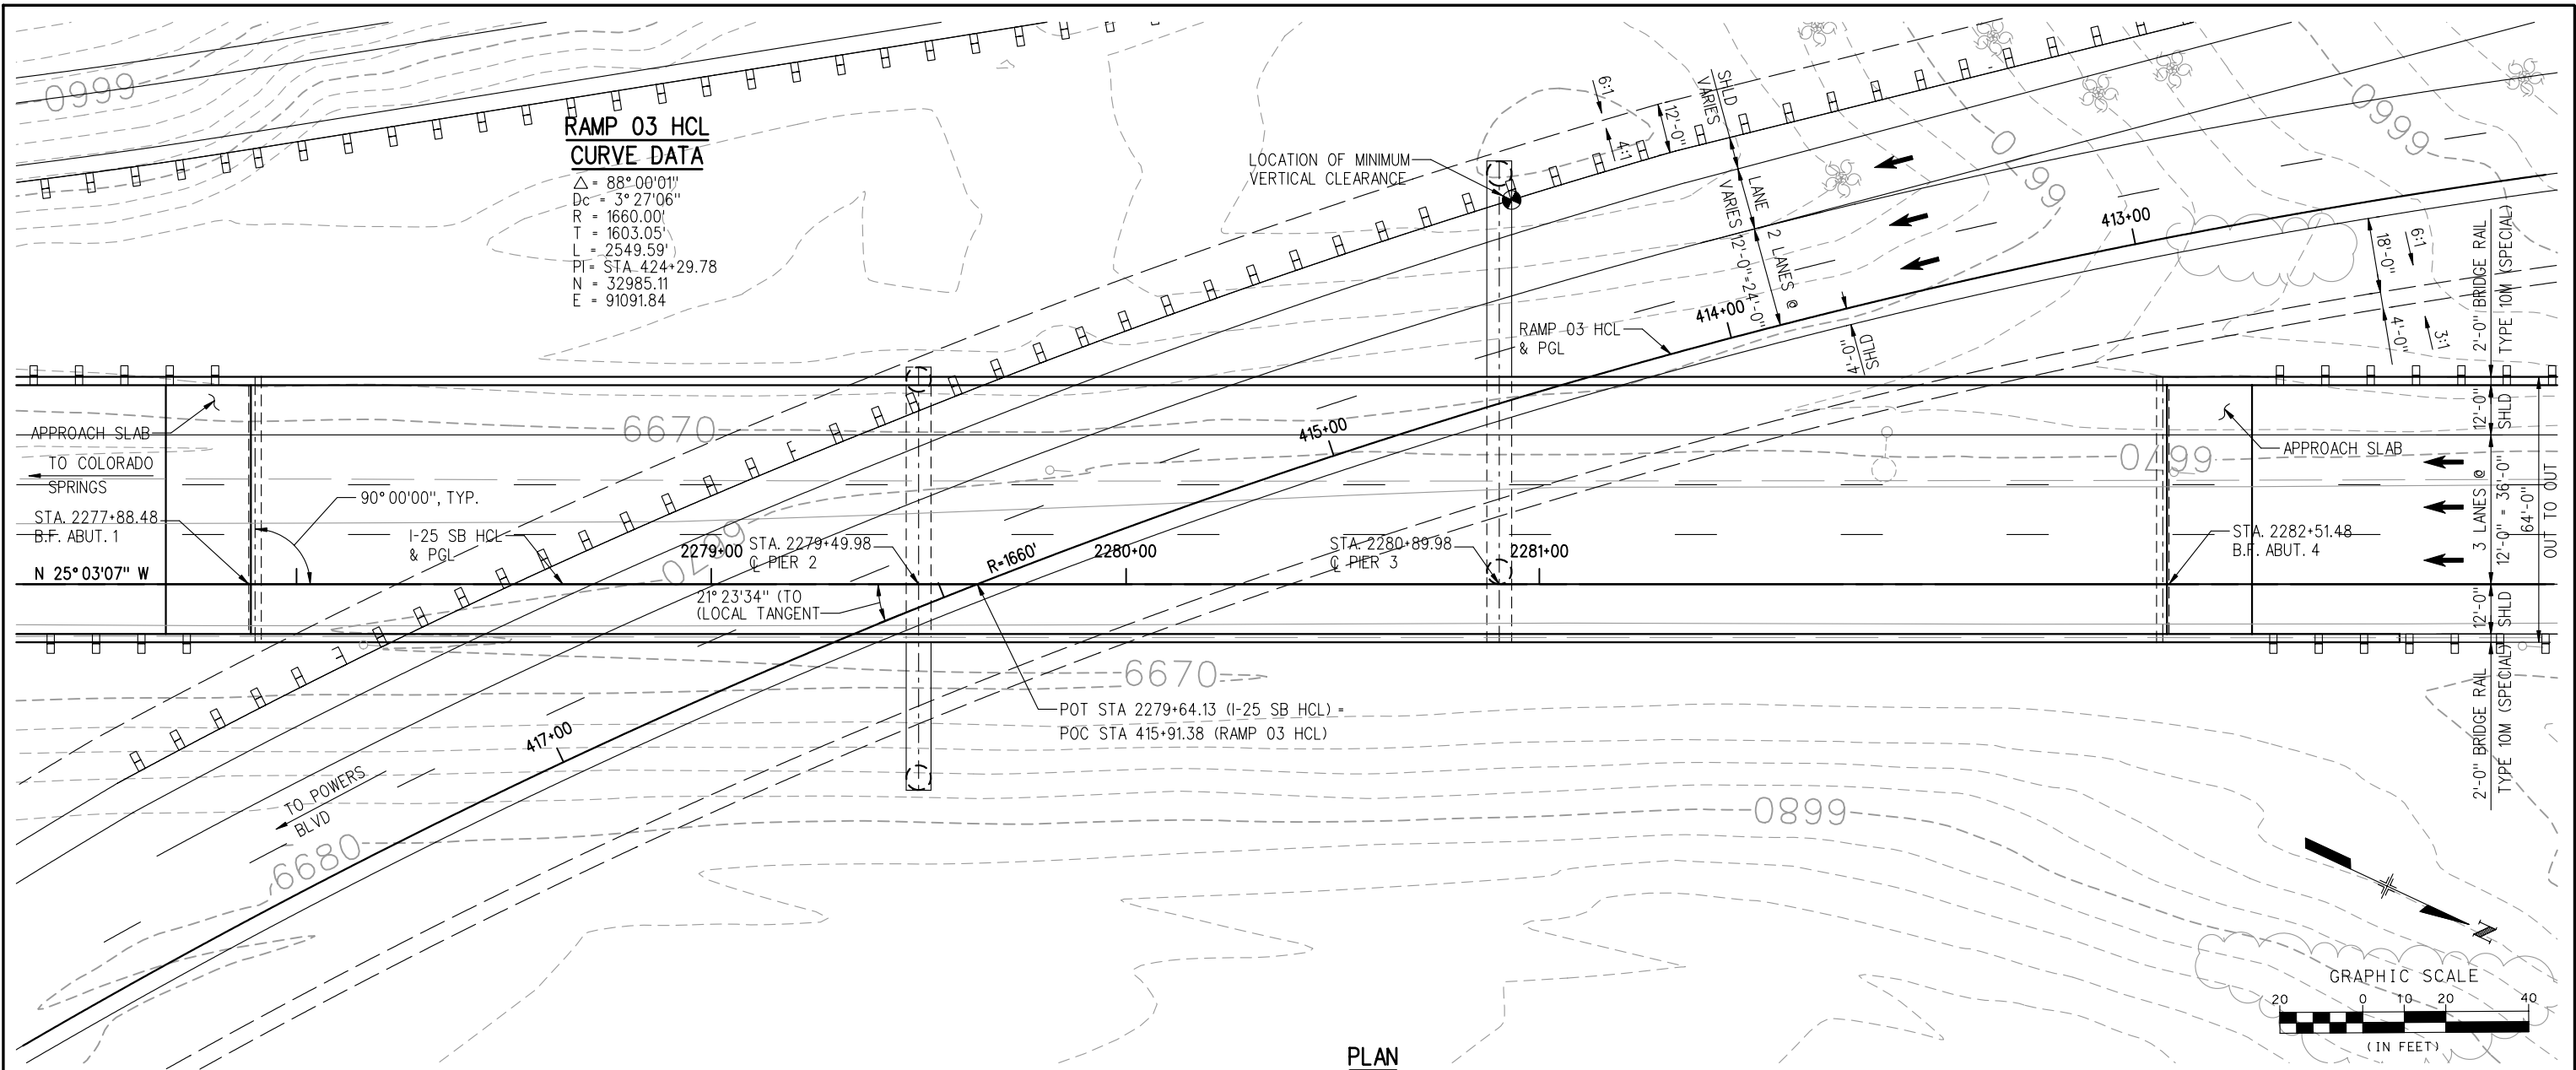 0999
RAMP 03 HCL
CURVE DATA
△ = 88°00'01"
Dc = 3°27'06"
R = 1660.00'
T = 1603.05'
L = 2549.59'
PI = STA 424+29.78
N = 32985.11
E = 91091.84
LOCATION OF MINIMUM
VERTICAL CLEARANCE
6:1
4:1
12'-0"
SHLD
VARIES
LANE
VARIES
2 LANES @
12'-0"=24'-0"
SHLD
4'-0"
0
99
0999
413+00
414+00
RAMP 03 HCL
& PGL
18'-0"
6:1
4'-0"
3:1
2'-0" BRIDGE RAIL
TYPE 10M (SPECIAL)
APPROACH SLAB
TO COLORADO
SPRINGS
STA. 2277+88.48
B.F. ABUT. 1
N 25°03'07" W
90°00'00", TYP.
I-25 SB HCL
& PGL
6670
0299
415+00
2279+00
STA. 2279+49.98
℄ PIER 2
21°23'34" (TO
(LOCAL TANGENT
R=1660'
2280+00
STA. 2280+89.98
℄ PIER 3
2281+00
0299
APPROACH SLAB
STA. 2282+51.48
B.F. ABUT. 4
12'-0"
SHLD
3 LANES @
12'-0" = 36'-0"
64'-0"
OUT TO OUT
12'-0"
SHLD
2'-0" BRIDGE RAIL
TYPE 10M (SPECIAL)
6670
POT STA 2279+64.13 (I-25 SB HCL) =
POC STA 415+91.38 (RAMP 03 HCL)
417+00
TO POWERS
BLVD
6680
0899
N
GRAPHIC SCALE
20 0 10 20 40
(IN FEET)
PLAN